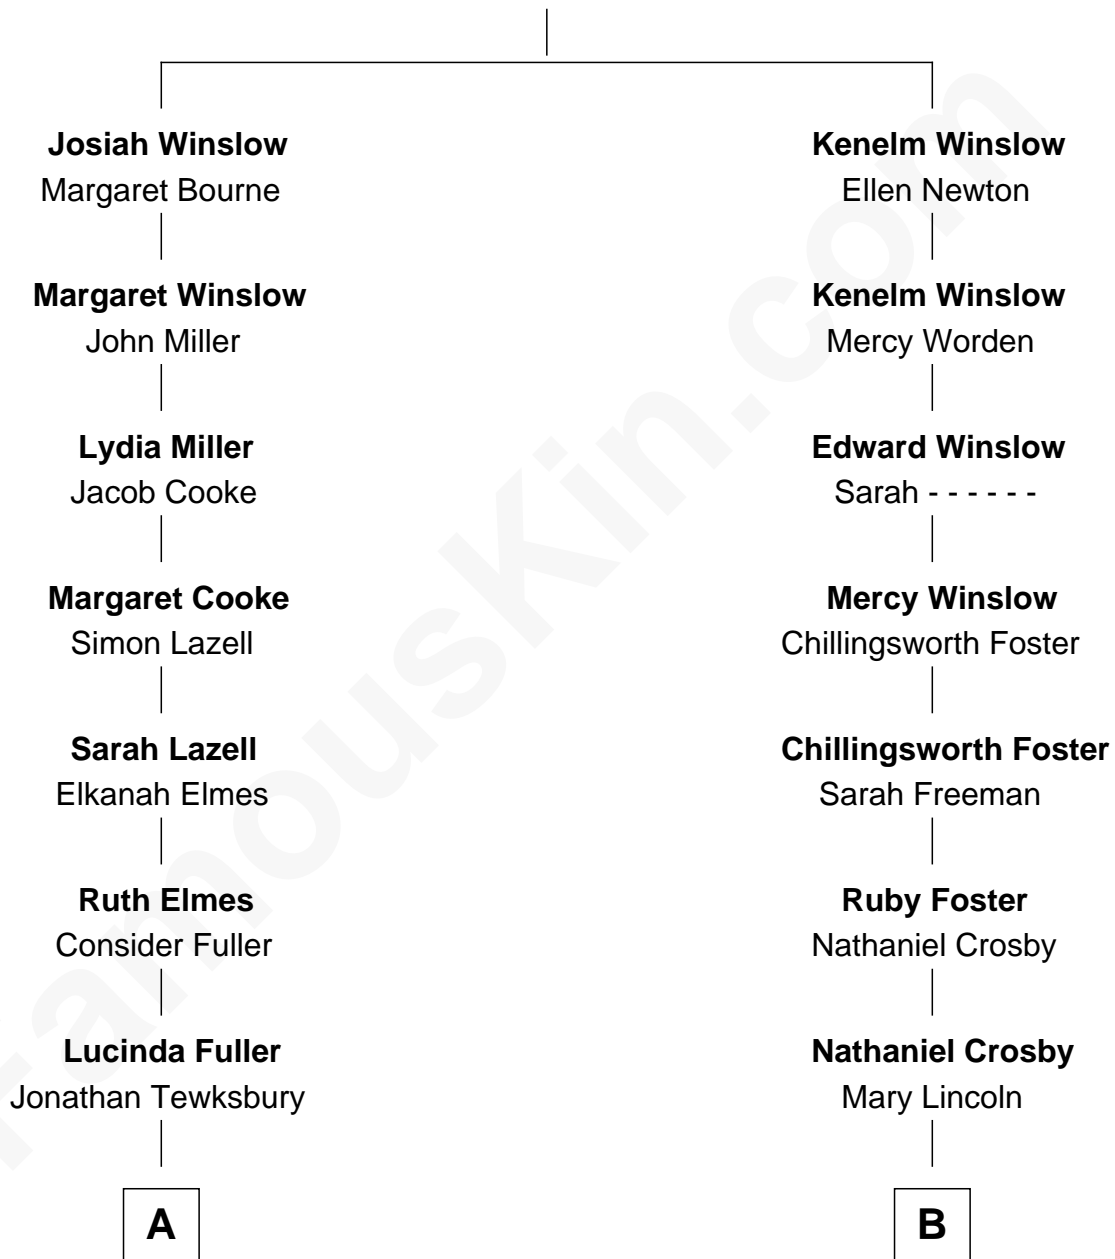 Josiah Winslow
Margaret Bourne
Margaret Winslow
John Miller
Lydia Miller
Jacob Cooke
Margaret Cooke
Simon Lazell
Sarah Lazell
Elkanah Elmes
Ruth Elmes
Consider Fuller
Lucinda Fuller
Jonathan Tewksbury
A
Kenelm Winslow
Ellen Newton
Kenelm Winslow
Mercy Worden
Edward Winslow
Sarah - - - - - -
Mercy Winslow
Chillingsworth Foster
Chillingsworth Foster
Sarah Freeman
Ruby Foster
Nathaniel Crosby
Nathaniel Crosby
Mary Lincoln
B
FamousKin.com